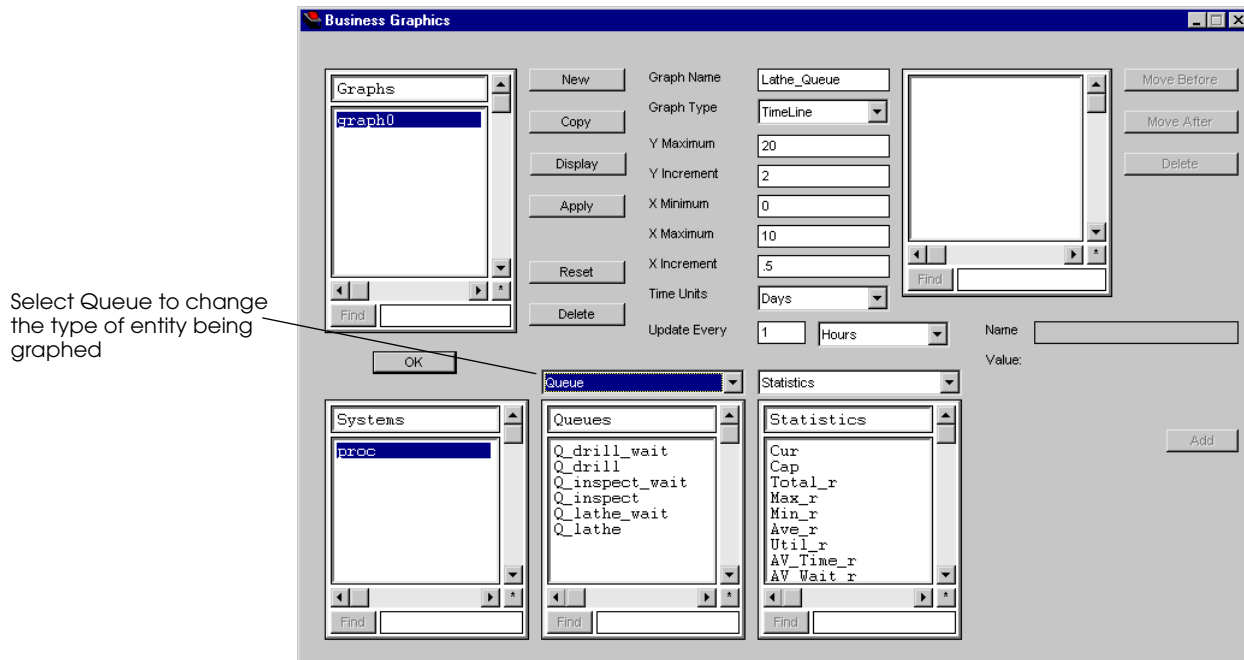 Business Graphics
Graphs
graph0
Find
New
Copy
Display
Apply
Reset
Delete
Graph Name
Lathe_Queue
Graph Type
TimeLine
Y Maximum
20
Y Increment
2
X Minimum
0
X Maximum
10
X Increment
.5
Time Units
Days
Update Every
1
Hours
Find
Move Before
Move After
Delete
Name
Value:
Select Queue to change
the type of entity being
graphed
OK
Queue
Statistics
Systems
proc
Find
Queues
Q_drill_wait
Q_drill
Q_inspect_wait
Q_inspect
Q_lathe_wait
Q_lathe
Find
Statistics
Cur
Cap
Total_r
Max_r
Min_r
Ave_r
Util_r
AV_Time_r
AV_Wait_r
Find
Add